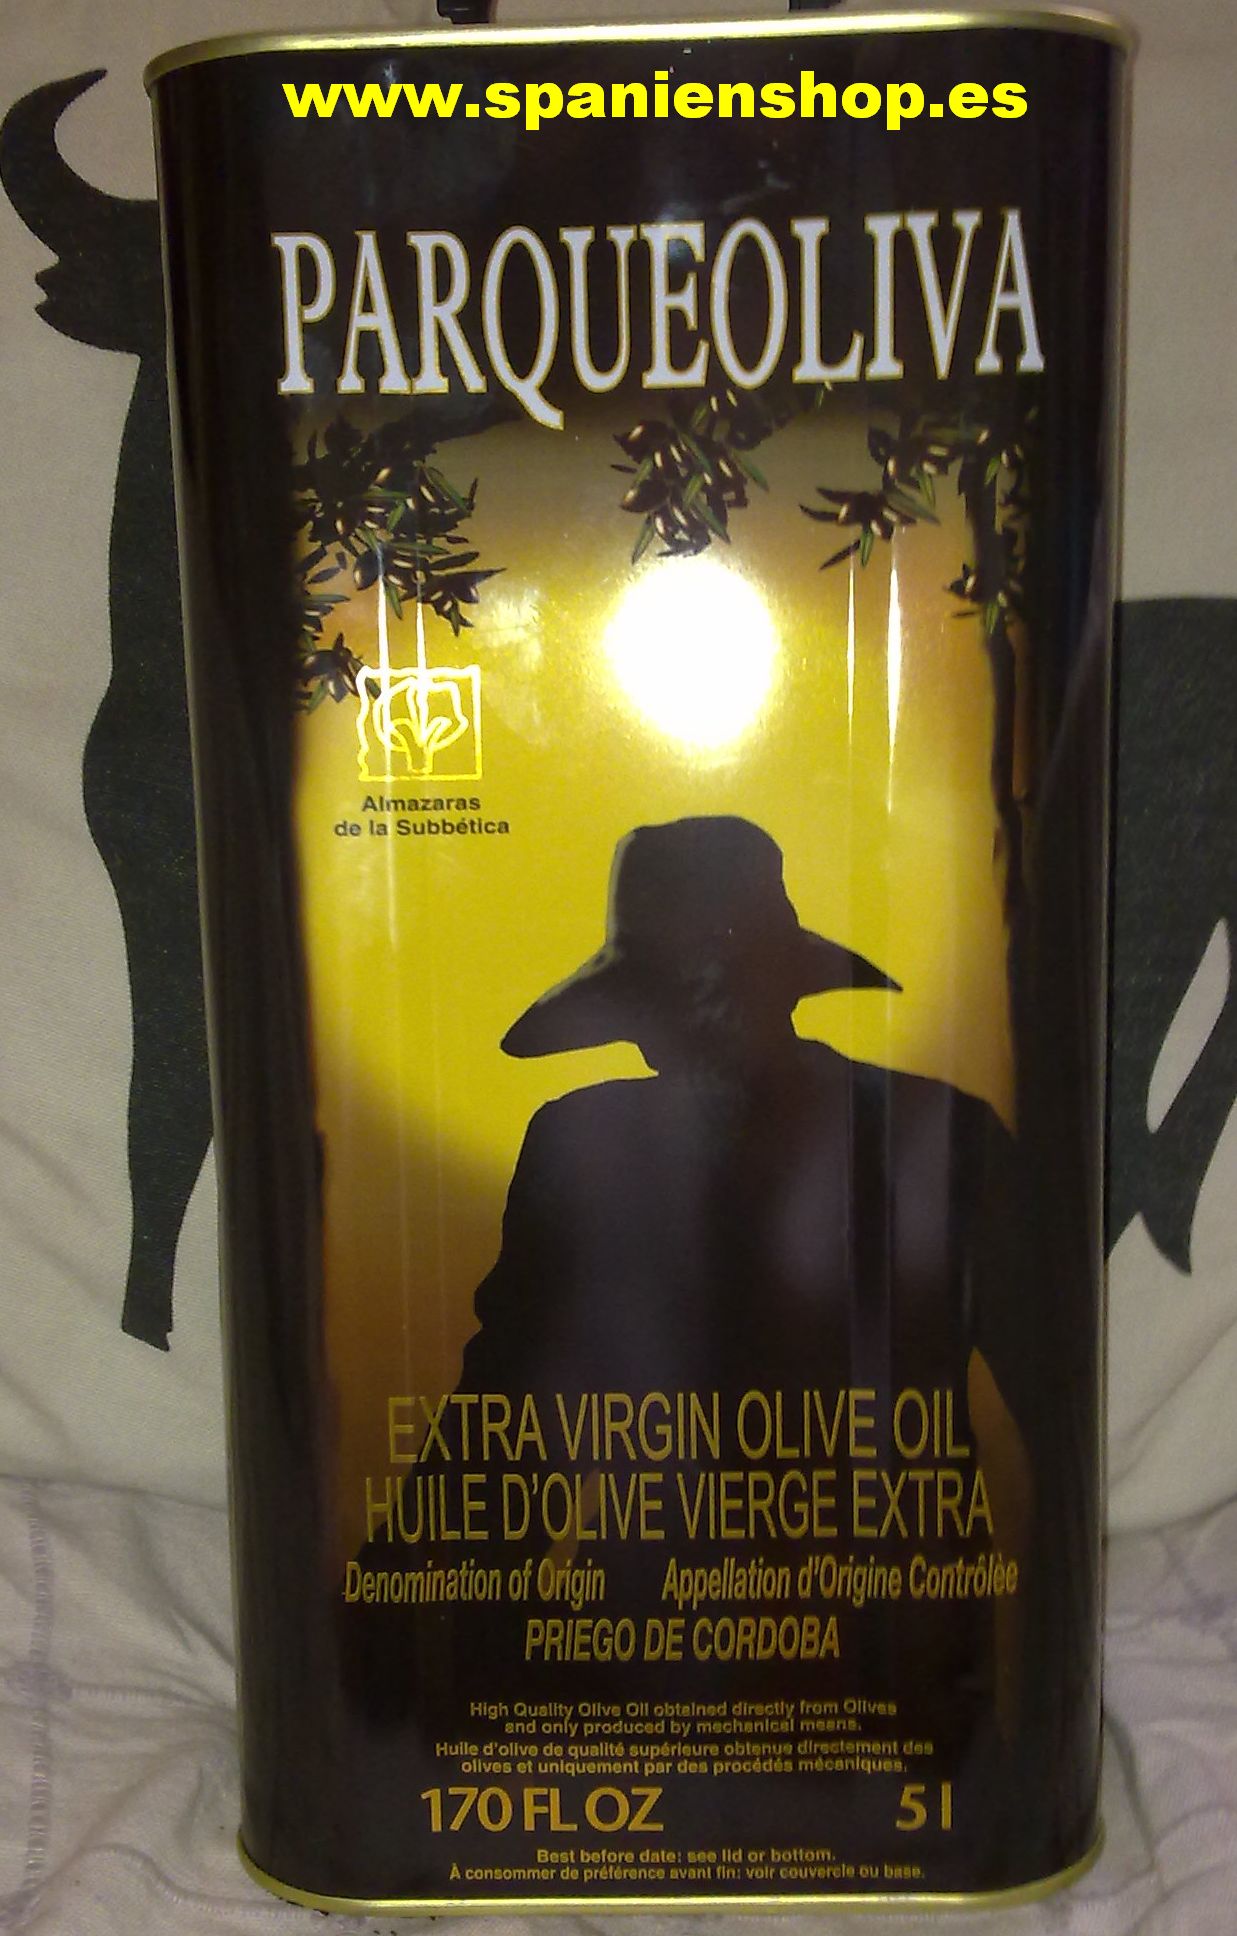 www.spanienshop.es
PARQUEOLIVA
Almazaras
de la Subbética
EXTRA VIRGIN OLIVE OIL
HUILE D'OLIVE VIERGE EXTRA
Denomination of Origin Appellation d'Origine Contrôlèe
PRIEGO DE CORDOBA
High Quality Olive Oil obtained directly from Olives
and only produced by mechanical means.
Huile d'olive de qualité supérieure obtenue directement des
olives et uniquement par des procédés mécaniques.
170 FL OZ 5 l
Best before date: see lid or bottom.
À consommer de préférence avant fin: voir couvercle ou base.